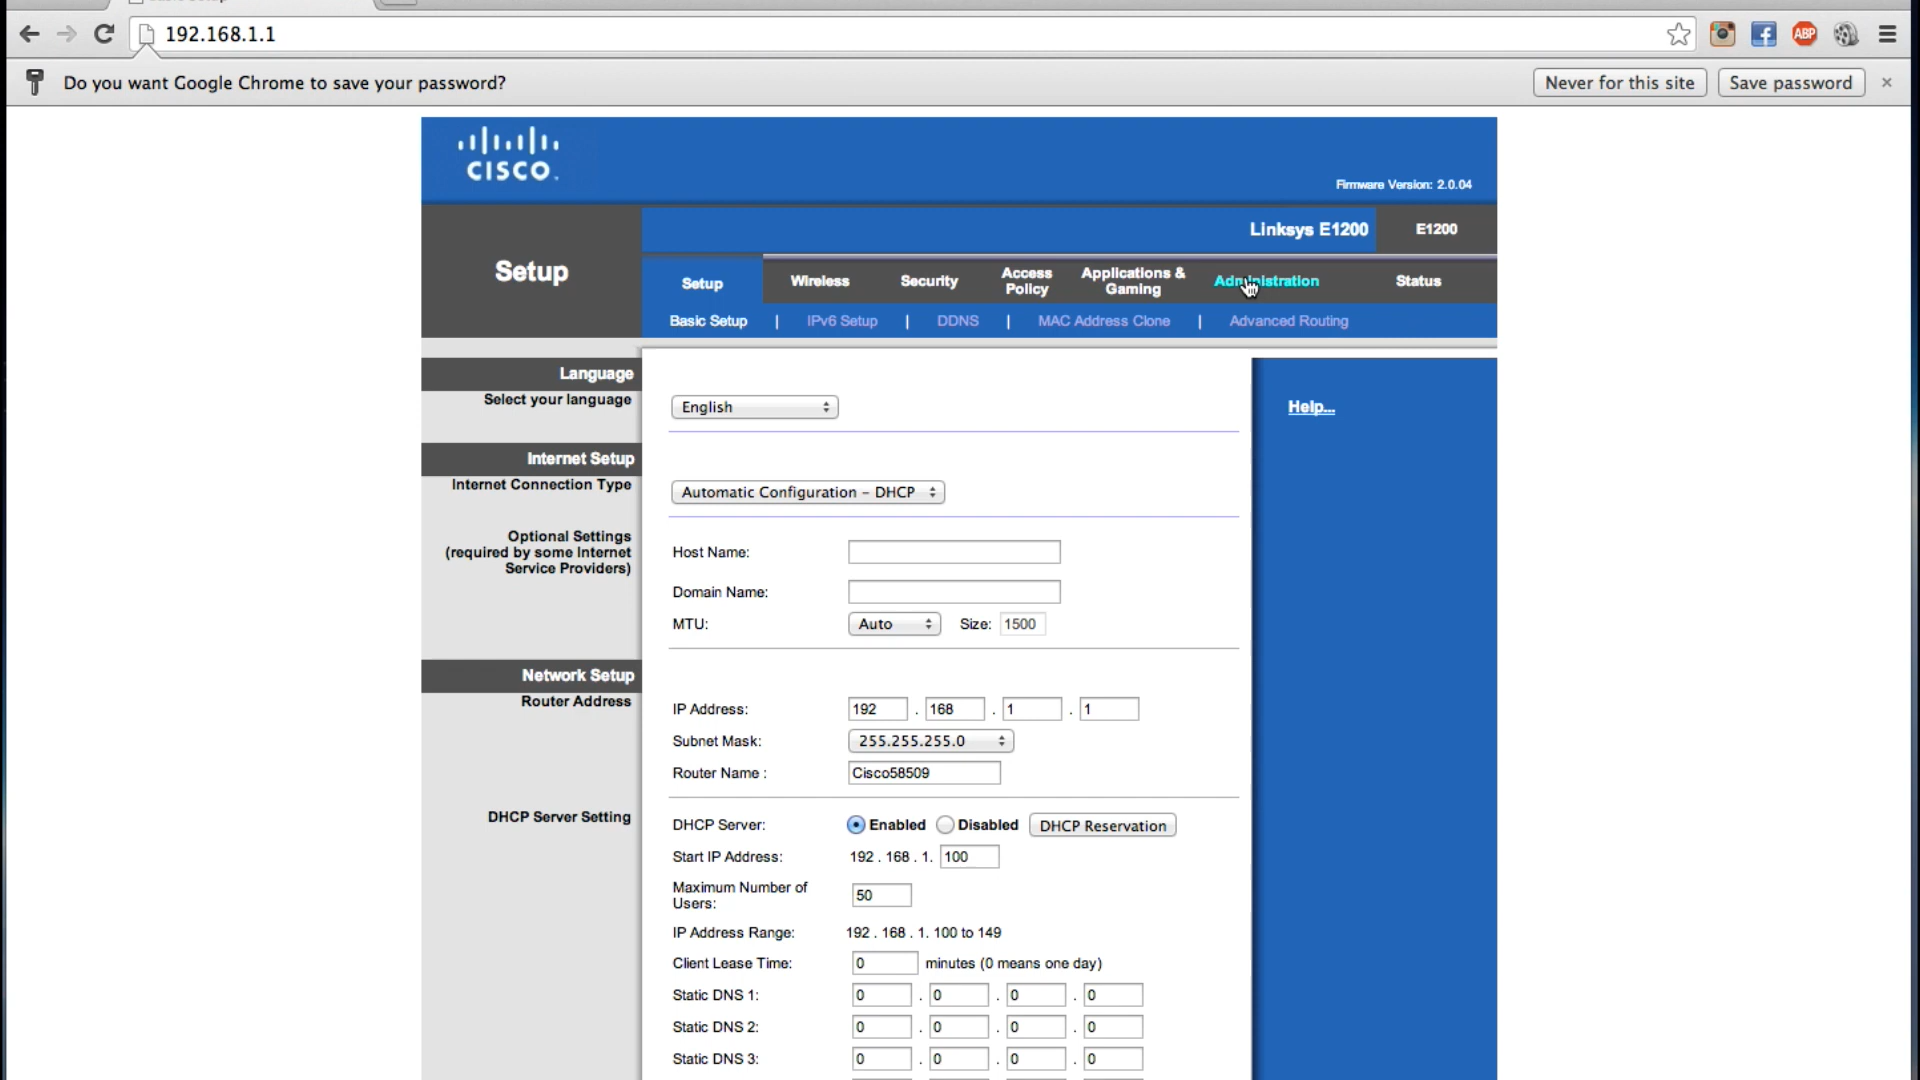 192.168.1.1
ABP
Do you want Google Chrome to save your password?
Never for this site
Save password
×
CISCO.
Firmware Version: 2.0.04
Linksys E1200
E1200
Setup
Setup
Wireless
Security
Access
Policy
Applications &
Gaming
Administration
Status
Basic Setup | IPv6 Setup | DDNS | MAC Address Clone | Advanced Routing
Language
Select your language
English
Help...
Internet Setup
Internet Connection Type
Automatic Configuration - DHCP
Optional Settings
(required by some Internet
Service Providers)
Host Name:
Domain Name:
MTU: Auto Size: 1500
Network Setup
Router Address
IP Address: 192 . 168 . 1 . 1
Subnet Mask: 255.255.255.0
Router Name : Cisco58509
DHCP Server Setting
DHCP Server: Enabled Disabled DHCP Reservation
Start IP Address: 192 . 168 . 1. 100
Maximum Number of
Users: 50
IP Address Range: 192 . 168 . 1. 100 to 149
Client Lease Time: 0 minutes (0 means one day)
Static DNS 1: 0 . 0 . 0 . 0
Static DNS 2: 0 . 0 . 0 . 0
Static DNS 3: 0 . 0 . 0 . 0